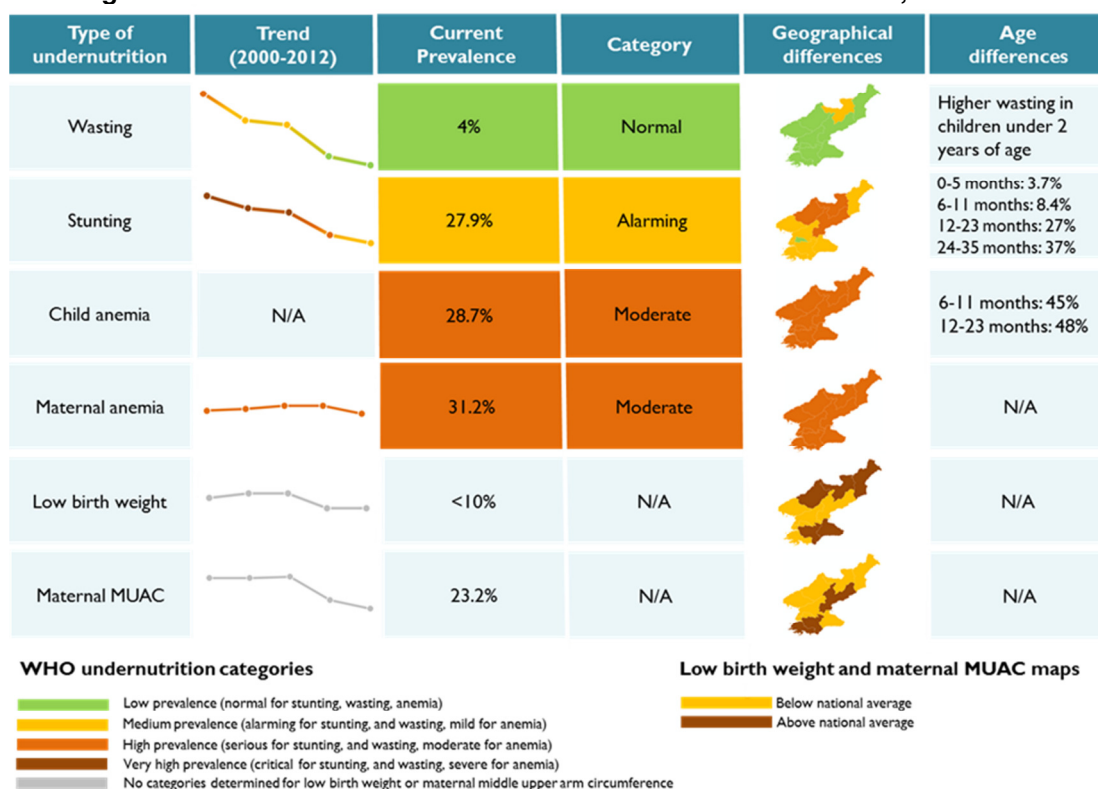 Type of
undernutrition
Trend
(2000-2012)
Current
Prevalence
Category
Geographical
differences
Age
differences
Wasting
4%
Normal
Higher wasting in
children under 2
years of age
Stunting
27.9%
Alarming
0-5 months: 3.7%
6-11 months: 8.4%
12-23 months: 27%
24-35 months: 37%
Child anemia
N/A
28.7%
Moderate
6-11 months: 45%
12-23 months: 48%
Maternal anemia
31.2%
Moderate
N/A
Low birth weight
<10%
N/A
N/A
Maternal MUAC
23.2%
N/A
N/A
WHO undernutrition categories
Low prevalence (normal for stunting, wasting, anemia)
Medium prevalence (alarming for stunting, and wasting, mild for anemia)
High prevalence (serious for stunting, and wasting, moderate for anemia)
Very high prevalence (critical for stunting, and wasting, severe for anemia)
No categories determined for low birth weight or maternal middle upper arm circumference
Low birth weight and maternal MUAC maps
Below national average
Above national average